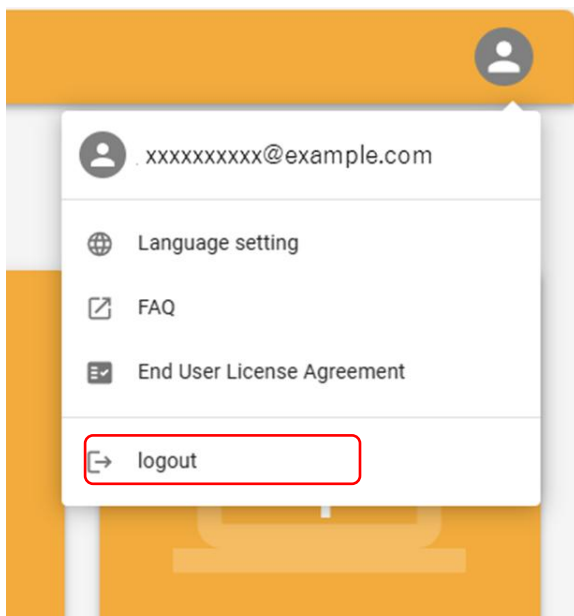 xxxxxxxxxx@example.com
Language setting
FAQ
End User License Agreement
logout